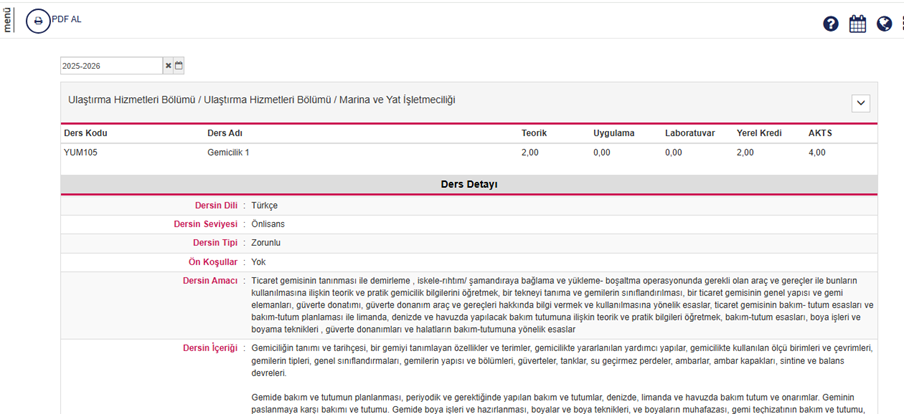 menü
PDF AL
2025-2026
Ulaştırma Hizmetleri Bölümü / Ulaştırma Hizmetleri Bölümü / Marina ve Yat İşletmeciliği
Ders Kodu Ders Adı Teorik Uygulama Laboratuvar Yerel Kredi AKTS
YUM105 Gemicilik 1 2,00 0,00 0,00 2,00 4,00
Ders Detayı
Dersin Dili : Türkçe
Dersin Seviyesi : Önlisans
Dersin Tipi : Zorunlu
Ön Koşullar : Yok
Dersin Amacı : Ticaret gemisinin tanınması ile demirleme , iskele-rıhtım/ şamandıraya bağlama ve yükleme- boşaltma operasyonunda gerekli olan araç ve gereçler ile bunların
kullanılmasına ilişkin teorik ve pratik gemicilik bilgilerini öğretmek, bir tekneyi tanıma ve gemilerin sınıflandırılması, bir ticaret gemisinin genel yapısı ve gemi
elemanları, güverte donatımı, güverte donanım araç ve gereçleri hakkında bilgi vermek ve kullanılmasına yönelik esaslar, ticaret gemisinin bakım- tutum esasları ve
bakım-tutum planlaması ile liman, denizde ve havuzda yapılacak bakım tutumuna ilişkin teorik ve pratik bilgileri öğretmek, bakım-tutum esasları, boya işleri ve
boyama teknikleri , güverte donanımları ve halatların bakım-tutumuna yönelik esaslar
Dersin İçeriği : Gemiciliğin tanımı ve tarihçesi, bir gemiyi tanımlayan özellikler ve terimler, gemicilikte yararlanılan yardımcı yapılar, gemicilikte kullanılan ölçü birimleri ve çevrimleri,
gemilerin tipleri, genel sınıflandırmaları, gemilerin yapısı ve bölümleri, güverteler, tanklar, su geçirmez perdeler, ambarlar, ambar kapakları, sintine ve balans
devreleri.
Gemide bakım ve tutumun planlanması, periyodik ve gerektiğinde yapılan bakım ve tutumlar, denizde, limanda ve havuzda bakım tutum ve onarımlar. Geminin
paslanmaya karşı bakımı ve tutumu. Gemide boya işleri ve hazırlanması, boyalar ve boya teknikleri, ve boyaların muhafazası, gemi teçhizatının bakım ve tutumu,